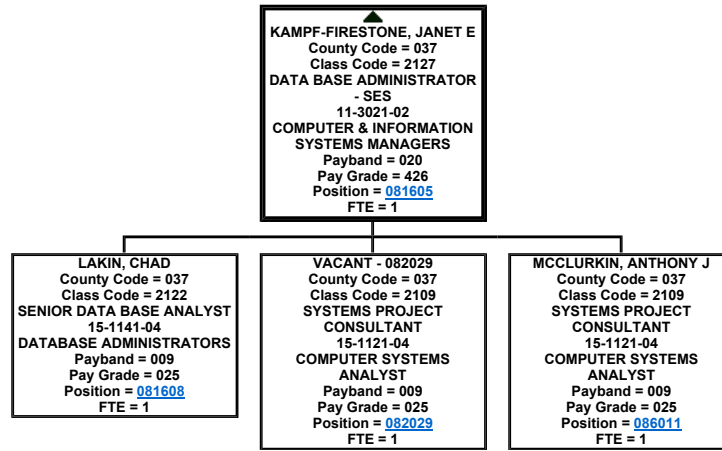 KAMPF-FIRESTONE, JANET E
County Code = 037
Class Code = 2127
DATA BASE ADMINISTRATOR
- SES
11-3021-02
COMPUTER & INFORMATION
SYSTEMS MANAGERS
Payband = 020
Pay Grade = 426
Position = 081605
FTE = 1
LAKIN, CHAD
County Code = 037
Class Code = 2122
SENIOR DATA BASE ANALYST
15-1141-04
DATABASE ADMINISTRATORS
Payband = 009
Pay Grade = 025
Position = 081608
FTE = 1
VACANT - 082029
County Code = 037
Class Code = 2109
SYSTEMS PROJECT
CONSULTANT
15-1121-04
COMPUTER SYSTEMS
ANALYST
Payband = 009
Pay Grade = 025
Position = 082029
FTE = 1
MCCLURKIN, ANTHONY J
County Code = 037
Class Code = 2109
SYSTEMS PROJECT
CONSULTANT
15-1121-04
COMPUTER SYSTEMS
ANALYST
Payband = 009
Pay Grade = 025
Position = 086011
FTE = 1